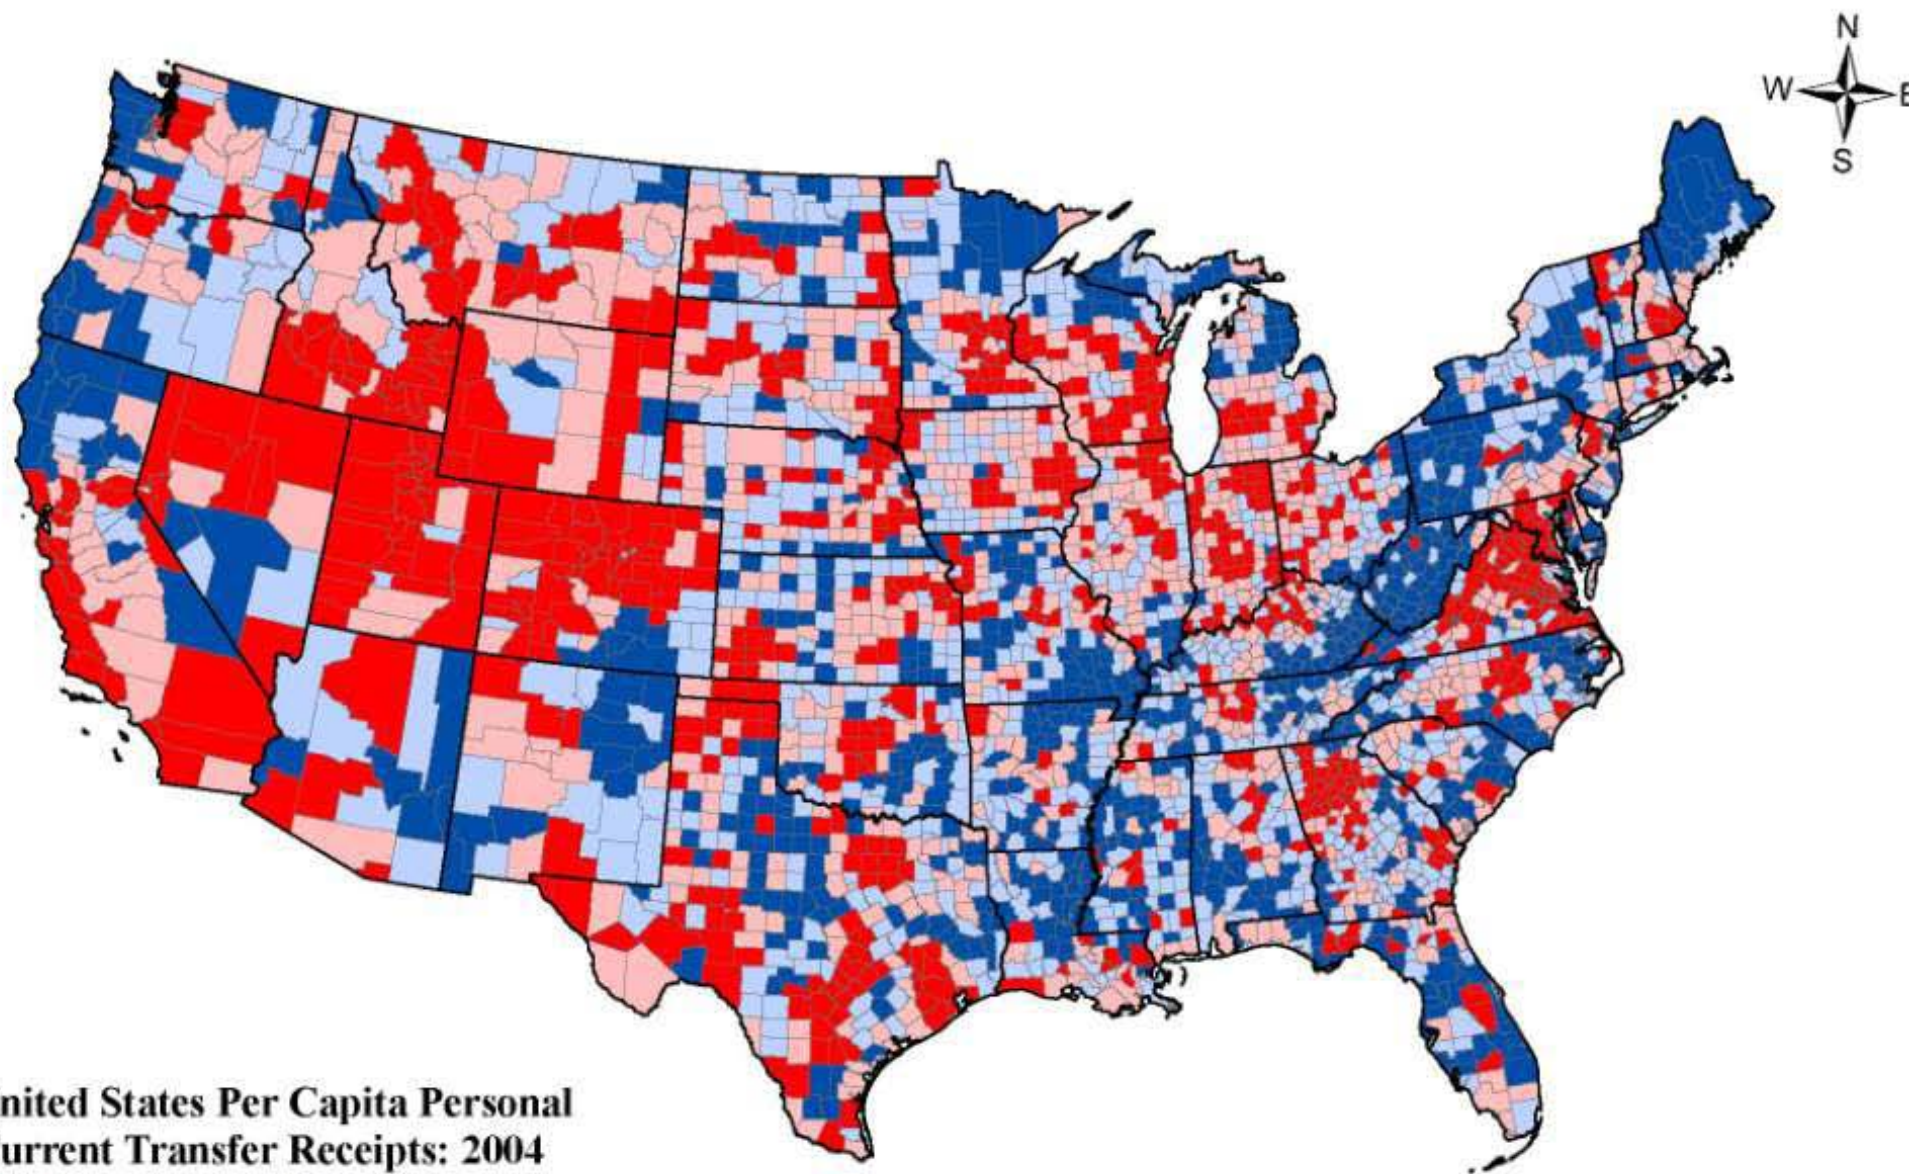 N
W E
S
nited States Per Capita Personal
urrent Transfer Receipts: 2004